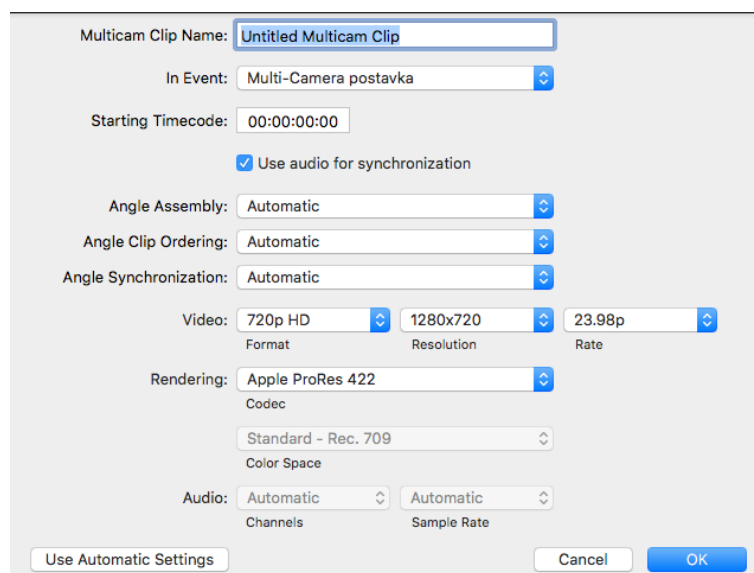 Multicam Clip Name: Untitled Multicam Clip
In Event: Multi-Camera postavka
Starting Timecode: 00:00:00:00
Use audio for synchronization
Angle Assembly: Automatic
Angle Clip Ordering: Automatic
Angle Synchronization: Automatic
Video: 720p HD 1280x720 23.98p
Format Resolution Rate
Rendering: Apple ProRes 422
Codec
Standard - Rec. 709
Color Space
Audio: Automatic Automatic
Channels Sample Rate
Use Automatic Settings Cancel OK